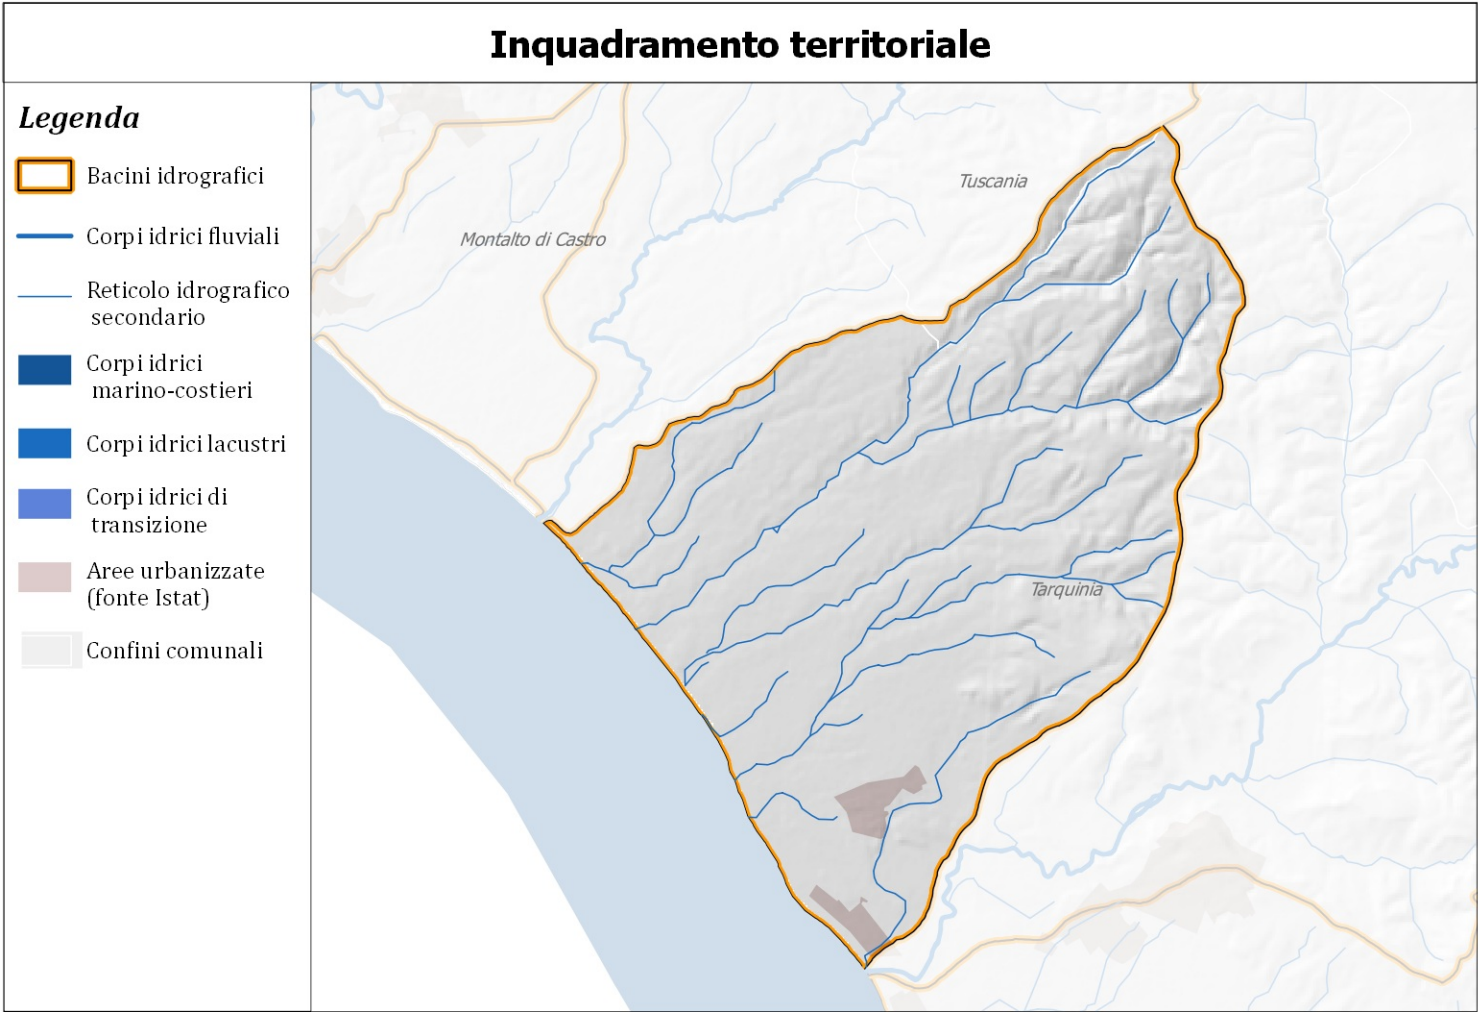 Inquadramento territoriale
Legenda
Bacini idrografici
Corpi idrici fluviali
Reticolo idrografico
secondario
Corpi idrici
marino-costieri
Corpi idrici lacustri
Corpi idrici di
transizione
Aree urbanizzate
(fonte Istat)
Confini comunali
Tuscania
Montalto di Castro
Tarquinia